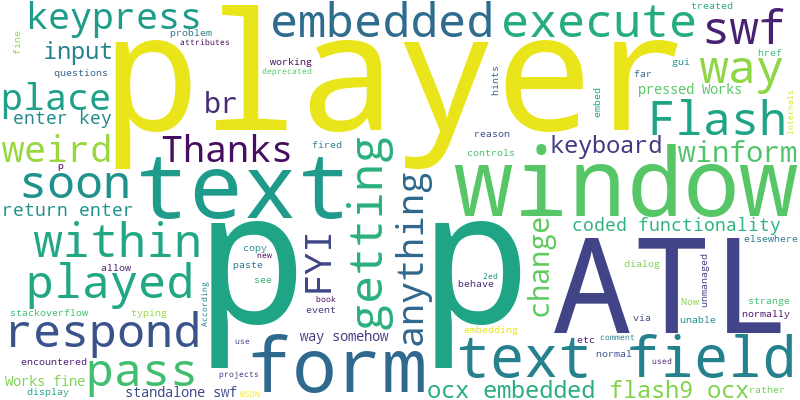 keypress
problem
attributes
player
embedded
execute
treated
swf
fine
input
questions
working
deprecated
hints
href
way
gui
far
pressed Works
place
enter key
br
embed
Flash
Internals
weird
p
Thanks
fired
reason
controls
keyboard
winform
soon
return enter
text
getting
anything
window
within
played
allow
copy
new
paste
see
FYI
p p
behave
2ed
change
coded functionality
ATL
elsewhere
dialog
unmanaged
Now
strange
stackoverflow
typing
According
book
event
via
unable
normally
respond
use
way somehow
embedding
etc
comment
normal
encountered
pass
projects
form
text field
used
Works fine
display
standalone swf
MSDN
ocx embedded
flash9 ocx
rather